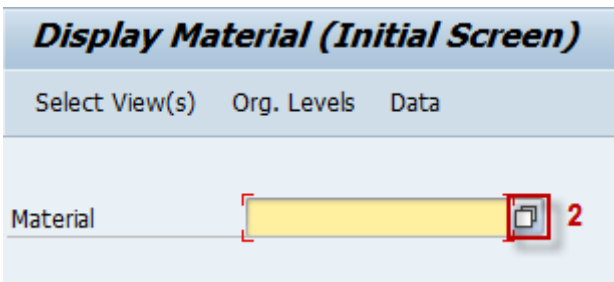 Display Material (Initial Screen)
Select View(s) Org. Levels Data
Material 2